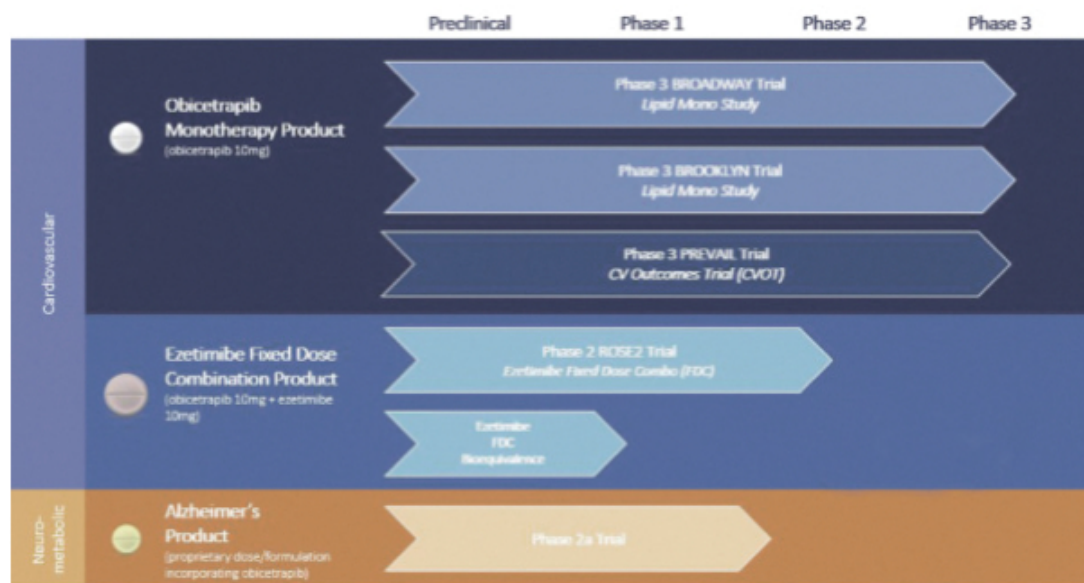 Preclinical Phase 1 Phase 2 Phase 3
Cardiovascular
Obicetrapib
Monotherapy Product
(obicetrapib 10mg)
Phase 3 BROADWAY Trial
Lipid Mono Study
Phase 3 BROOKLYN Trial
Lipid Mono Study
Phase 3 PREVAIL Trial
CV Outcomes Trial (CVOT)
Ezetimibe Fixed Dose
Combination Product
(obicetrapib 10mg + ezetimibe
10mg)
Phase 2 ROSE2 Trial
Ezetimibe Fixed Dose Combo (FDC)
Ezetimibe
FDC
Bioequivalence
Neuro-
metabolic
Alzheimer's
Product
(proprietary dose/formulation
incorporating obicetrapib)
Phase 2a Trial